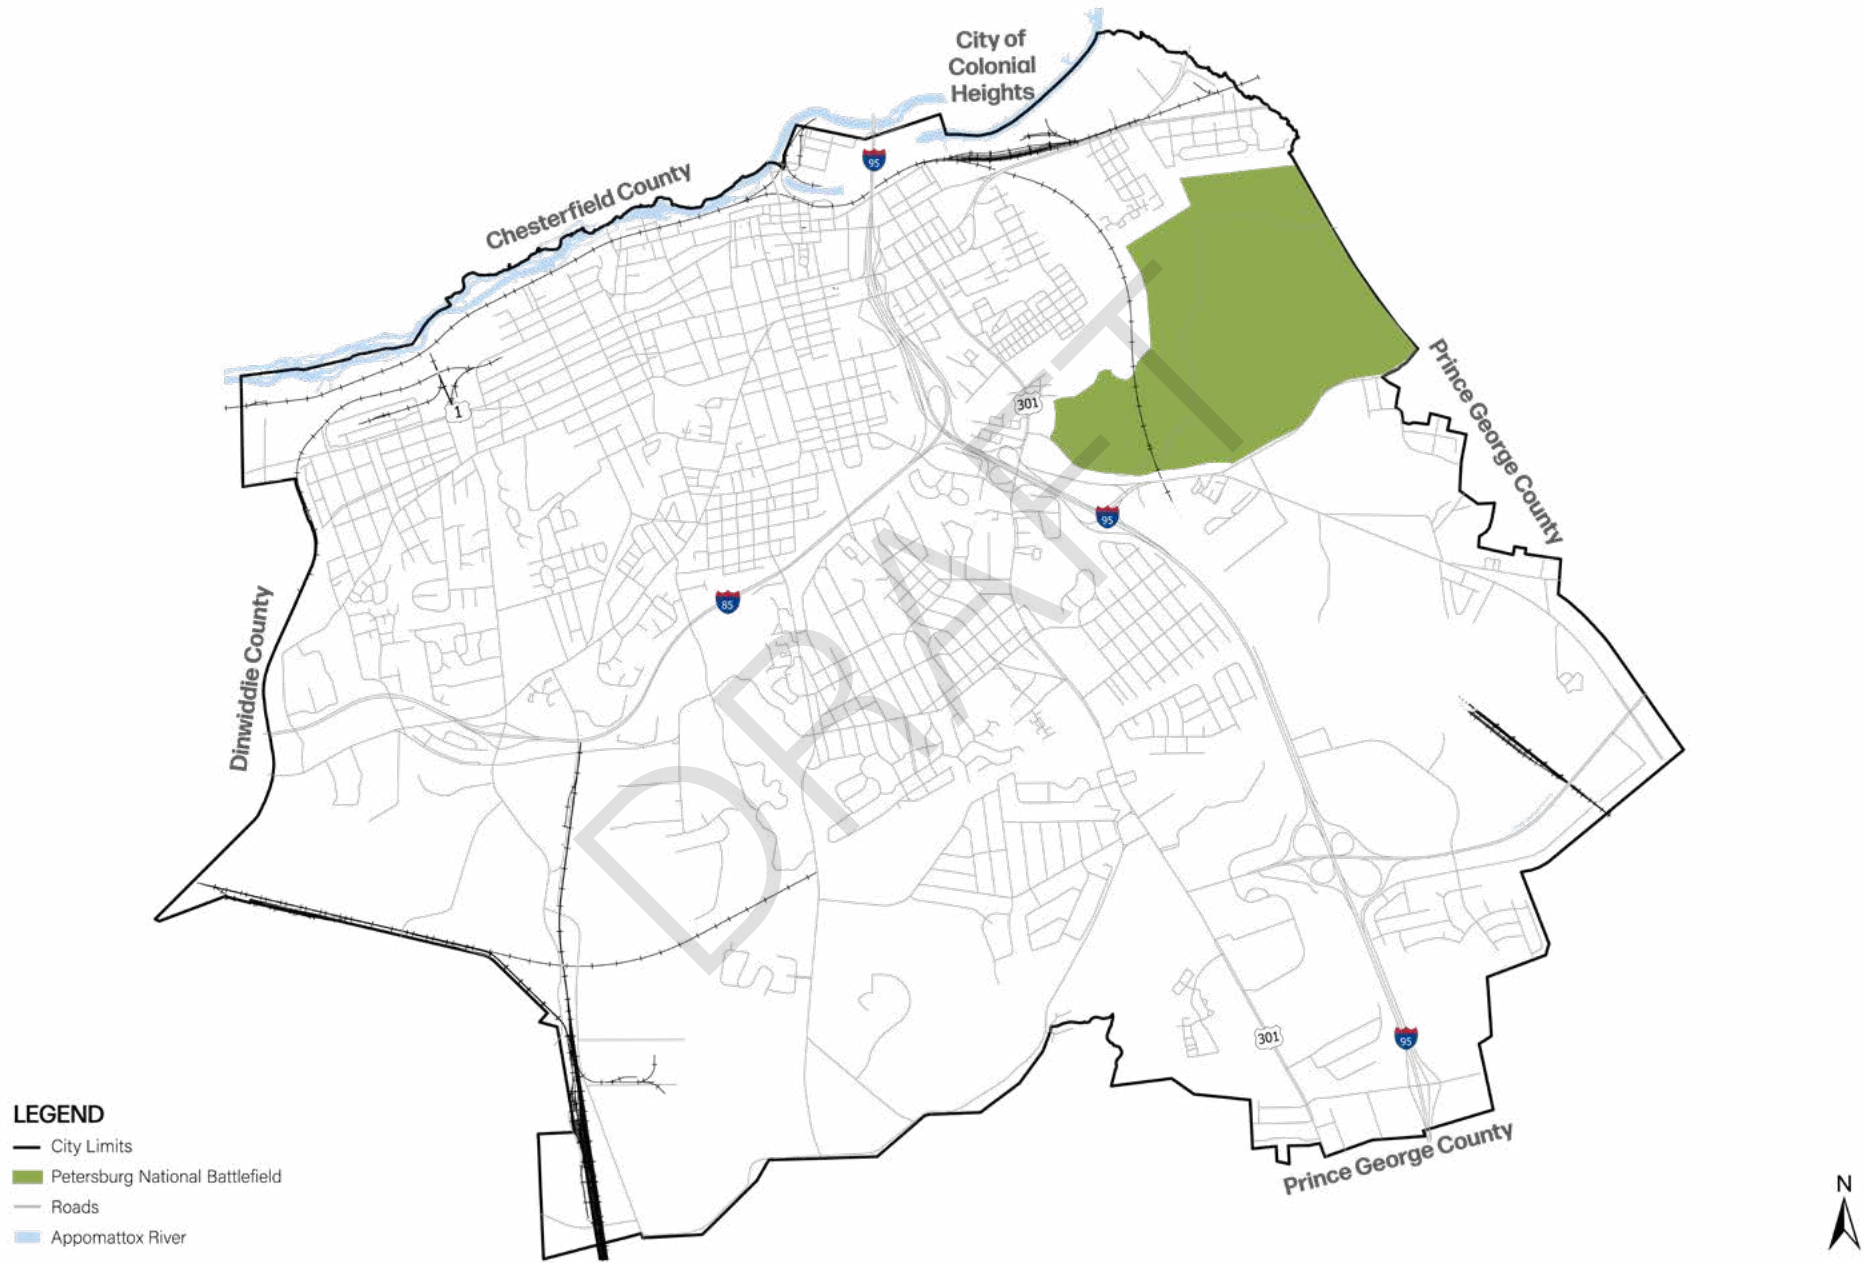 City of
Colonial
Heights
95
Chesterfield County
Prince George County
301
1
95
85
Dinwiddie County
DRAFT
301
95
Prince George County
LEGEND
City Limits
Petersburg National Battlefield
Roads
Appomattox River
N